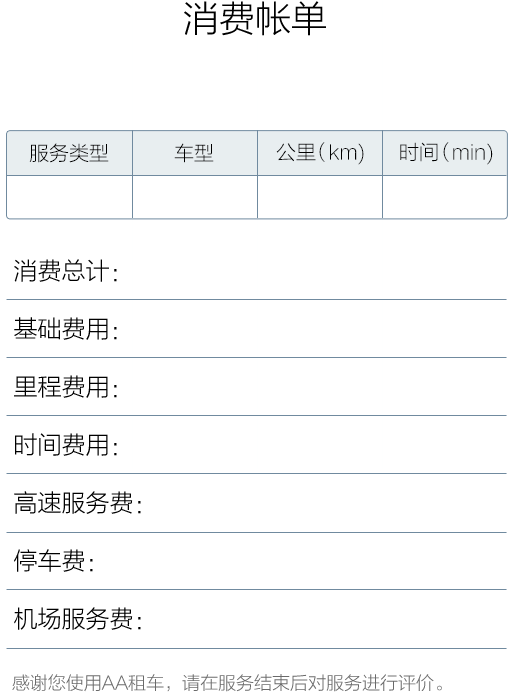 消费帐单
服务类型 车型 公里(km) 时间(min)
消费总计:
基础费用:
里程费用:
时间费用:
高速服务费:
停车费:
机场服务费:
感谢您使用AA租车，请在服务结束后对服务进行评价。